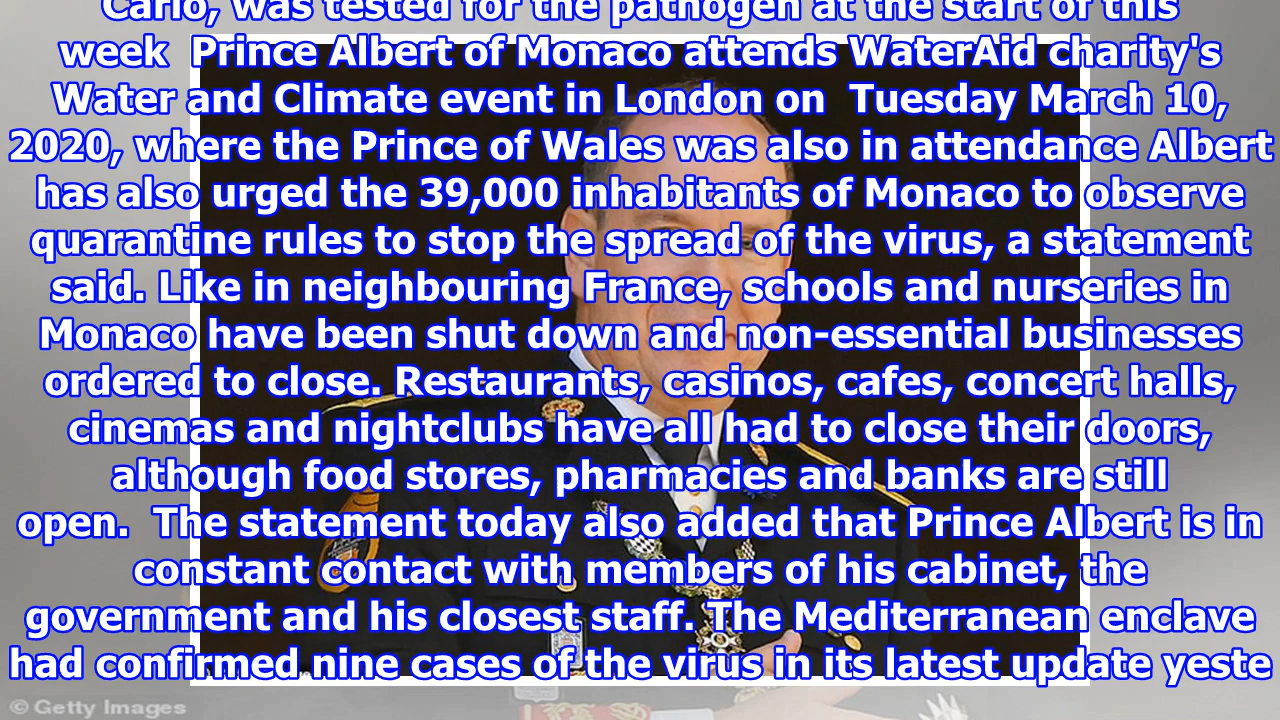 Carlo, was tested for the pathogen at the start of this
week  Prince Albert of Monaco attends WaterAid charity's
Water and Climate event in London on  Tuesday March 10,
2020, where the Prince of Wales was also in attendance Albert
has also urged the 39,000 inhabitants of Monaco to observe
quarantine rules to stop the spread of the virus, a statement
said. Like in neighbouring France, schools and nurseries in
Monaco have been shut down and non-essential businesses
ordered to close. Restaurants, casinos, cafes, concert halls,
cinemas and nightclubs have all had to close their doors,
although food stores, pharmacies and banks are still
open.  The statement today also added that Prince Albert is in
constant contact with members of his cabinet, the
government and his closest staff. The Mediterranean enclave
had confirmed nine cases of the virus in its latest update yeste
© Getty Images